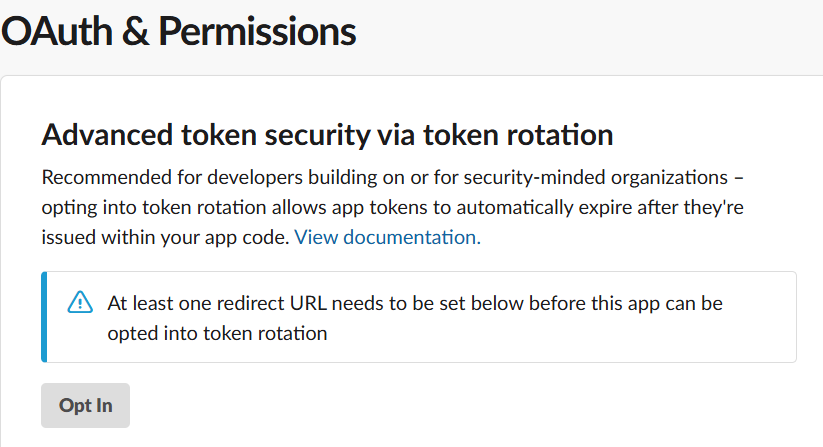 OAuth & Permissions
Advanced token security via token rotation
Recommended for developers building on or for security-minded organizations –
opting into token rotation allows app tokens to automatically expire after they're
issued within your app code. View documentation.
At least one redirect URL needs to be set below before this app can be
opted into token rotation
Opt In